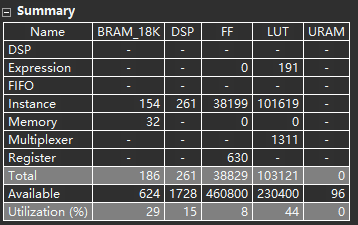 Summary
Name BRAM_18K DSP FF LUT URAM
DSP - - - - -
Expression - - 0 191 -
FIFO - - - - -
Instance 154 261 38199 101619 -
Memory 32 - 0 0 0
Multiplexer - - - 1311 -
Register - - 630 - -
Total 186 261 38829 103121 0
Available 624 1728 460800 230400 96
Utilization (%) 29 15 8 44 0